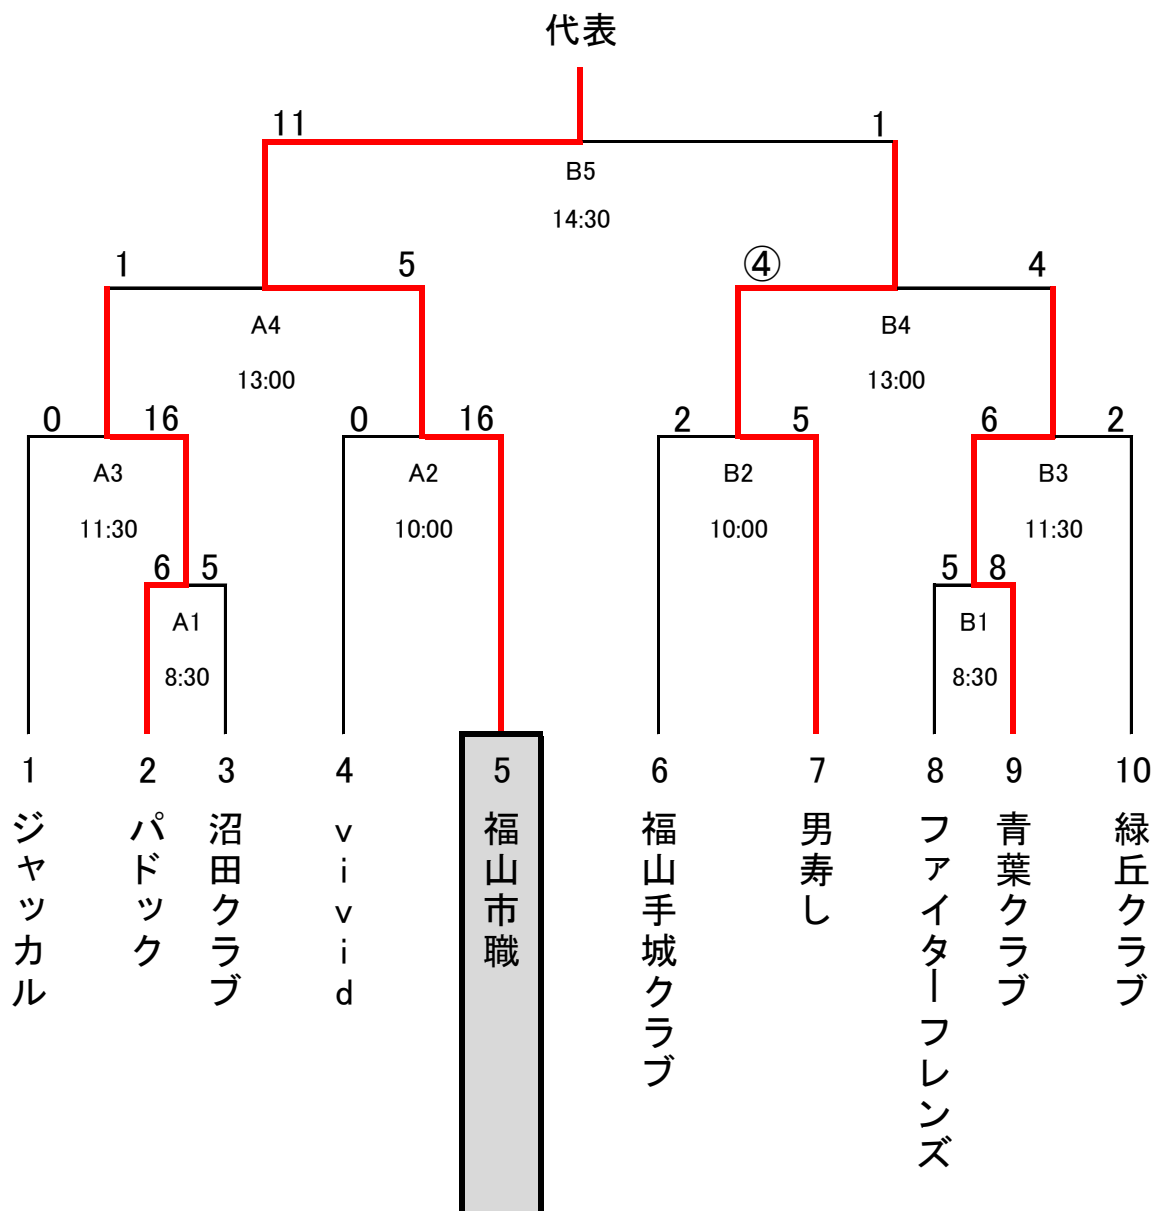 代表
11
1
B5
14:30
1
5
④
4
A4
B4
13:00
13:00
0
16
0
16
2
5
6
2
A3
A2
B2
B3
11:30
10:00
10:00
11:30
6
5
5
8
A1
B1
8:30
8:30
1
2
3
4
5
6
7
8
9
10
ジャッカル
パドック
沼田クラブ
vivid
福山市職
福山手城クラブ
男寿し
ファイターフレンズ
青葉クラブ
緑丘クラブ